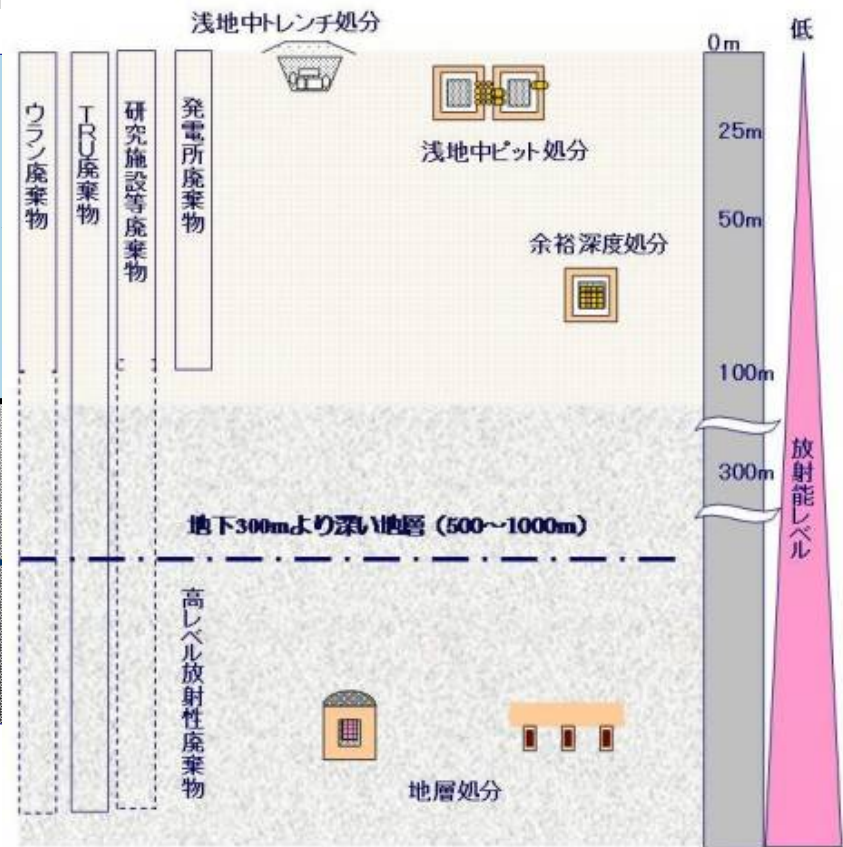 浅地中トレンチ処分
低
0m
ウラン廃棄物
TRU廃棄物
研究施設等廃棄物
発電所廃棄物
25m
浅地中ピット処分
50m
余裕深度処分
100m
300m
放射能レベル
地下300mより深い地層（500～1000m）
高レベル放射性廃棄物
地層処分